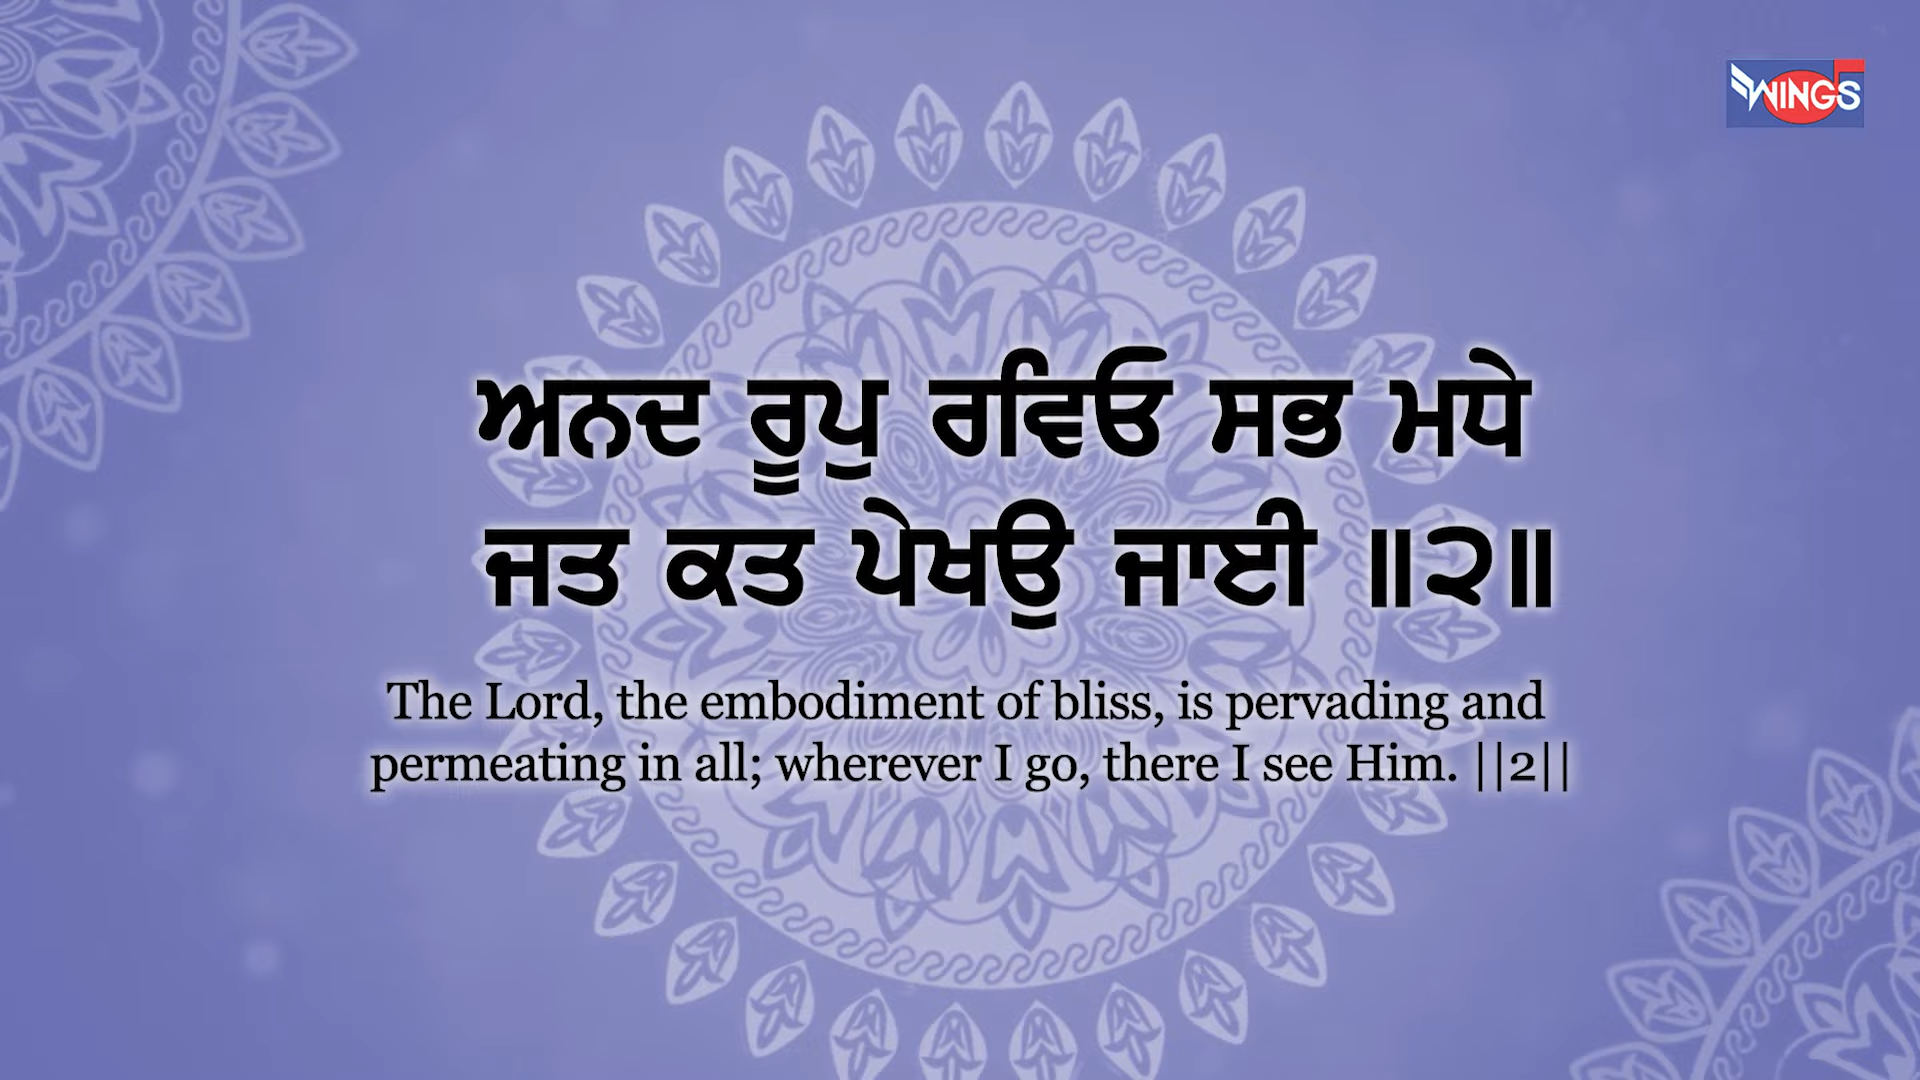 WINGS
ਅਨਦ ਰੂਪੁ ਰਵਿਓ ਸਭ ਮਧੇ
ਜਤ ਕਤ ਪੇਖਉ ਜਾਈ ॥੨॥
The Lord, the embodiment of bliss, is pervading and
permeating in all; wherever I go, there I see Him. ||2||